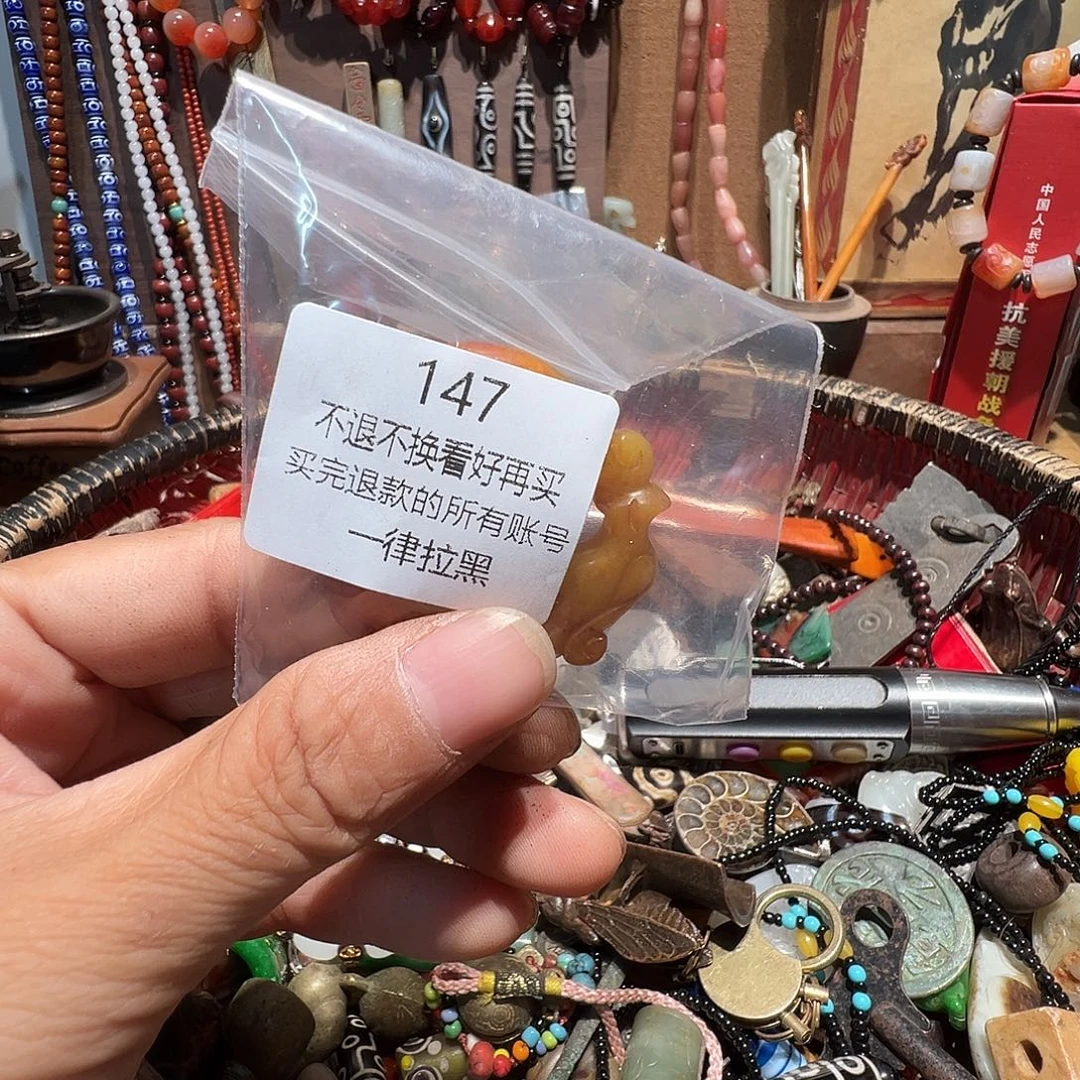 147
不退不换看好再买
买完退款的所有账号
一律拉黑
中国人民志愿
抗美援朝战